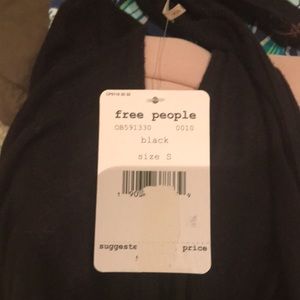 free people
OB591330 0010
black
size S
suggeste price